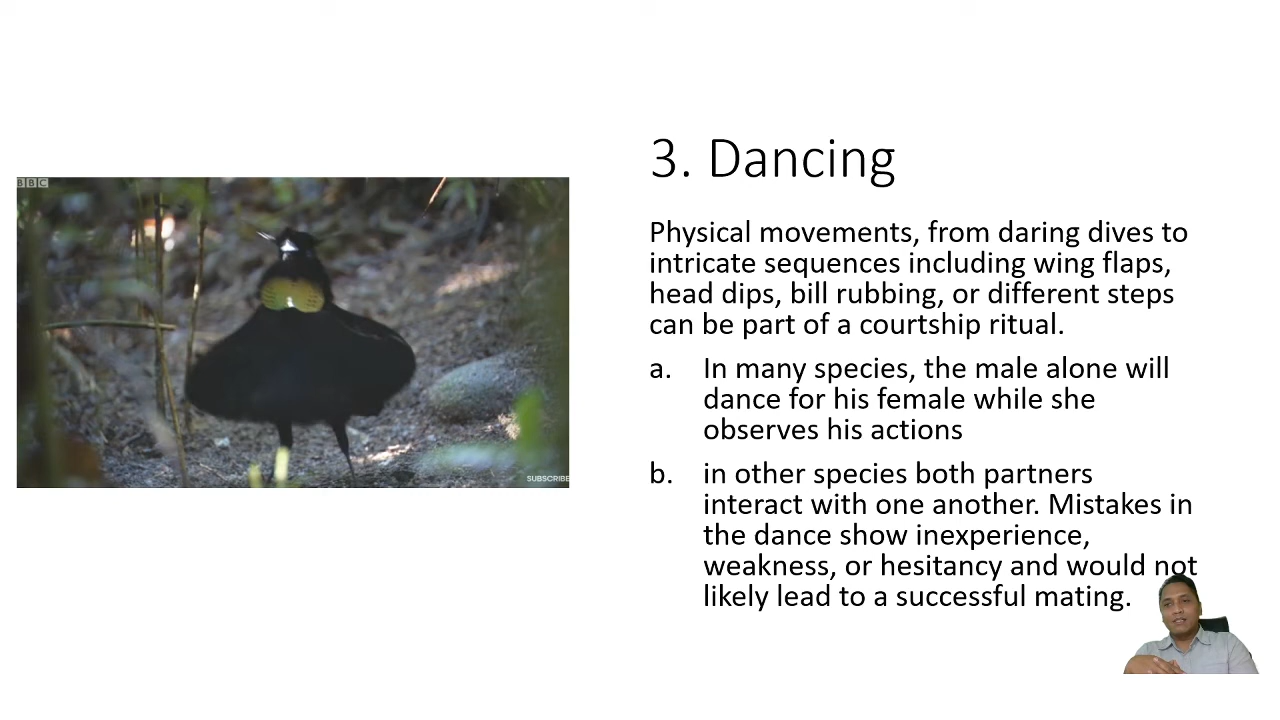 BBC
SUBSCRIBE
3. Dancing
Physical movements, from daring dives to
intricate sequences including wing flaps,
head dips, bill rubbing, or different steps
can be part of a courtship ritual.
a. In many species, the male alone will
dance for his female while she
observes his actions
b. in other species both partners
interact with one another. Mistakes in
the dance show inexperience,
weakness, or hesitancy and would not
likely lead to a successful mating.